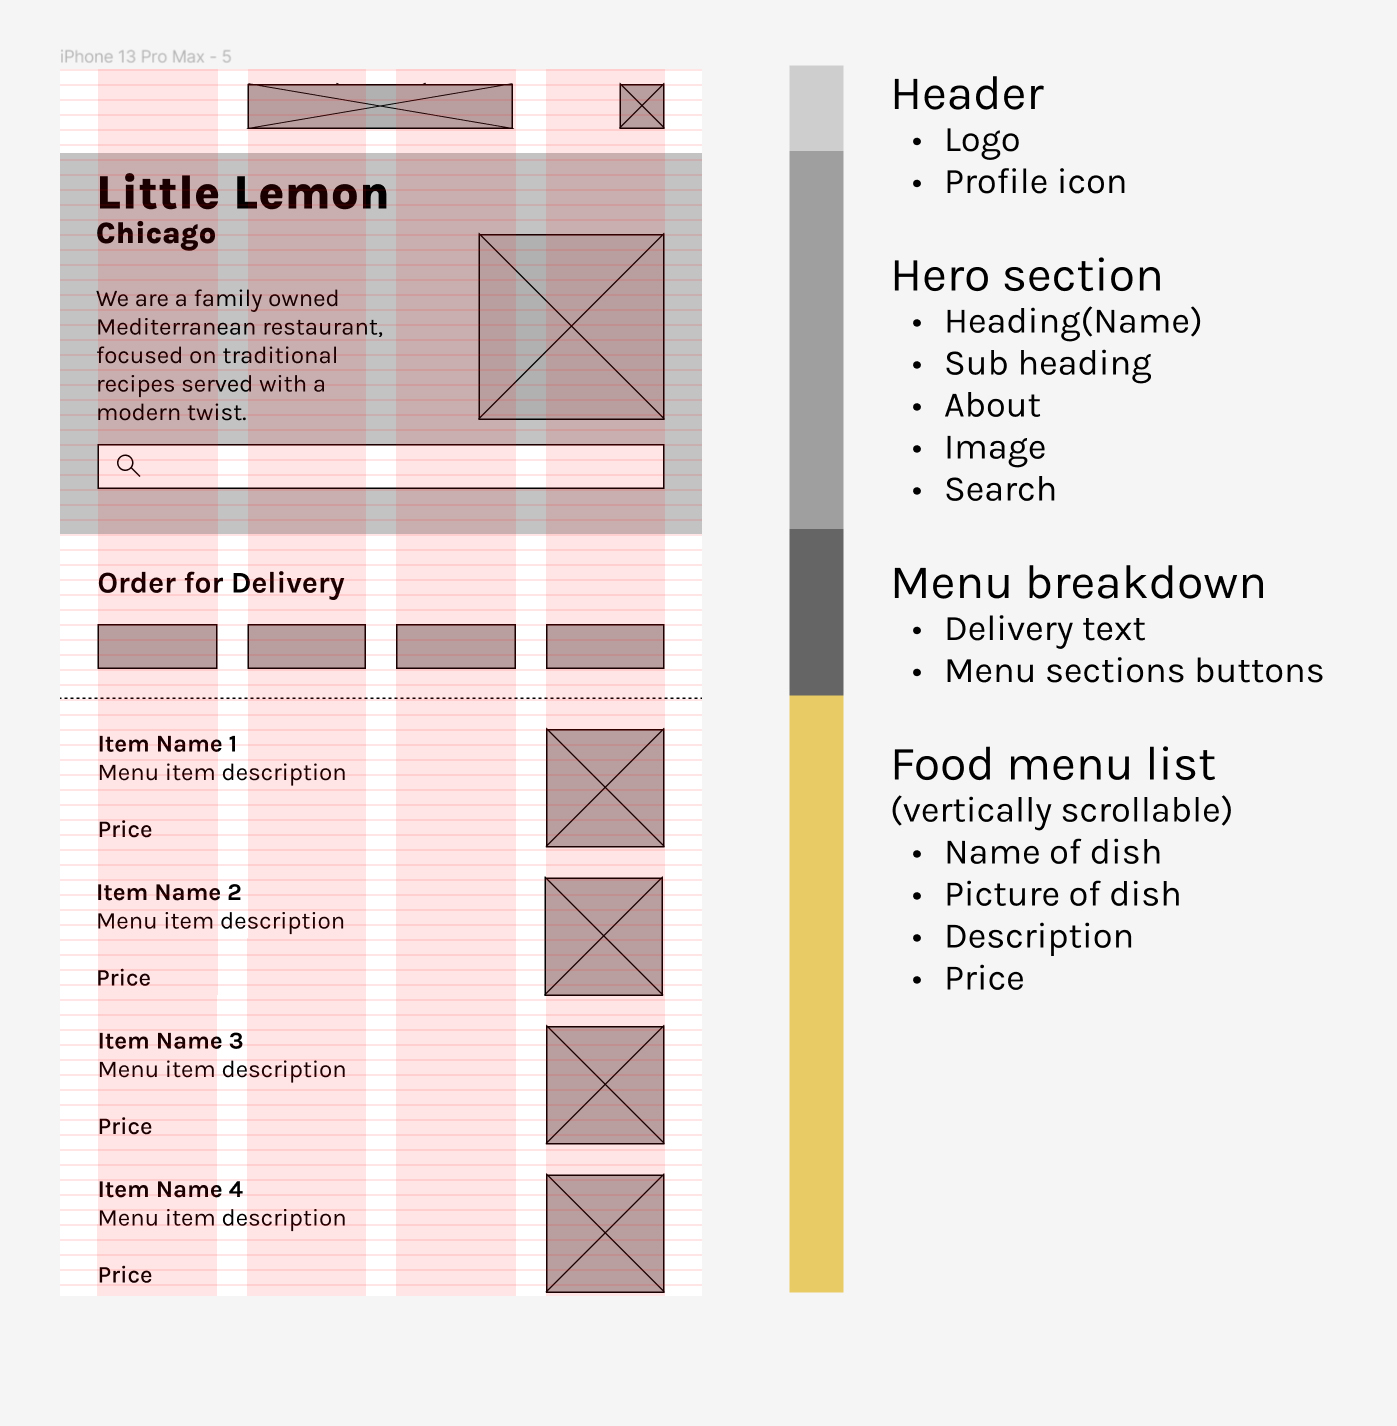 iPhone 13 Pro Max - 5
Little Lemon
Chicago
We are a family owned
Mediterranean restaurant,
focused on traditional
recipes served with a
modern twist.
Order for Delivery
Item Name 1
Menu item description
Price
Item Name 2
Menu item description
Price
Item Name 3
Menu item description
Price
Item Name 4
Menu item description
Price
Header
• Logo
• Profile icon
Hero section
• Heading(Name)
• Sub heading
• About
• Image
• Search
Menu breakdown
• Delivery text
• Menu sections buttons
Food menu list
(vertically scrollable)
• Name of dish
• Picture of dish
• Description
• Price